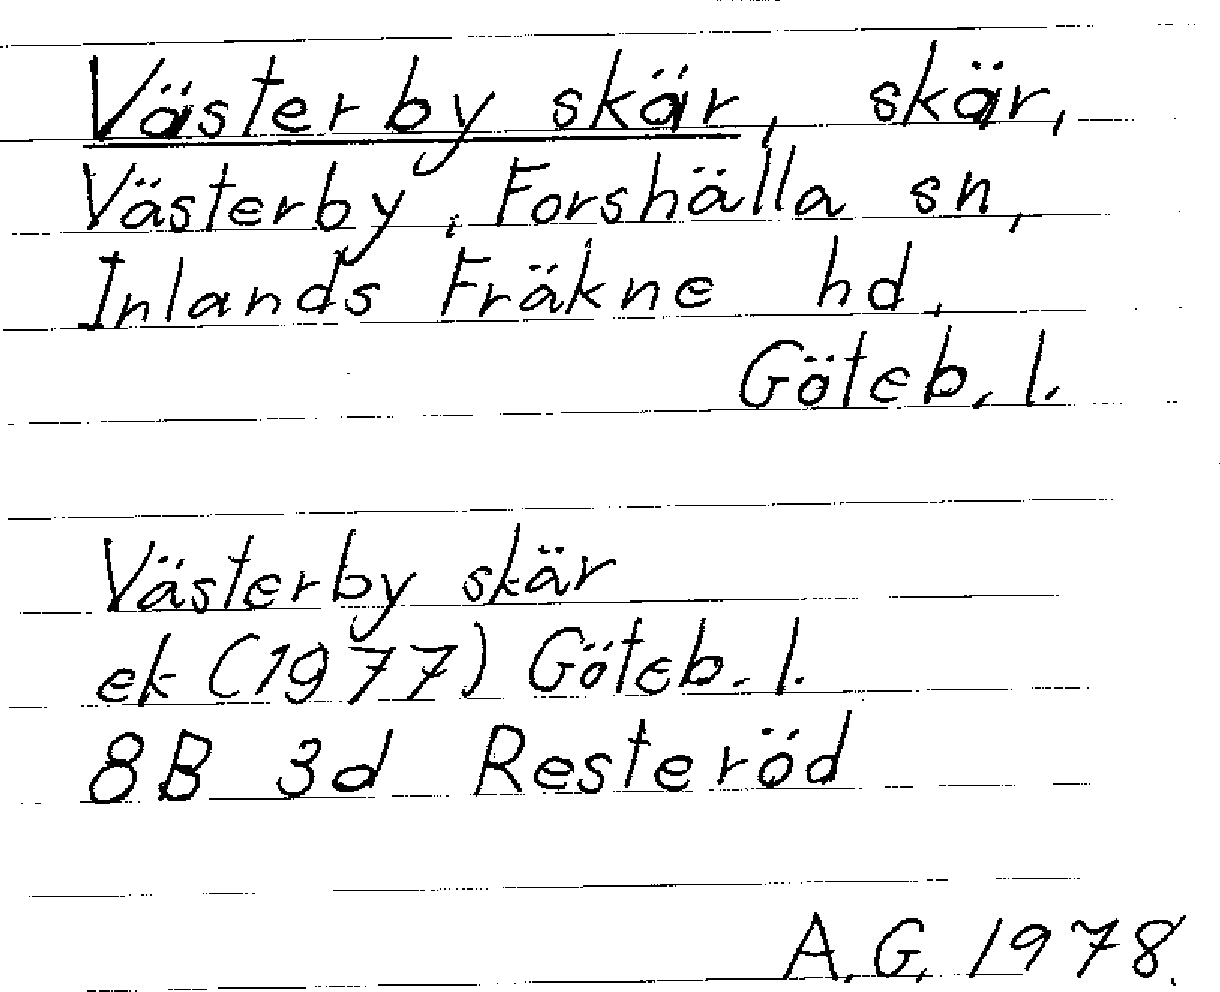 Västerby skär, skär,
Västerby, Forshälla sn,
Inlands Fräkne hd,
Göteb. l.
Västerby skär
ek (1977) Göteb. l.
8B 3d Resteröd
A.G. 1978.